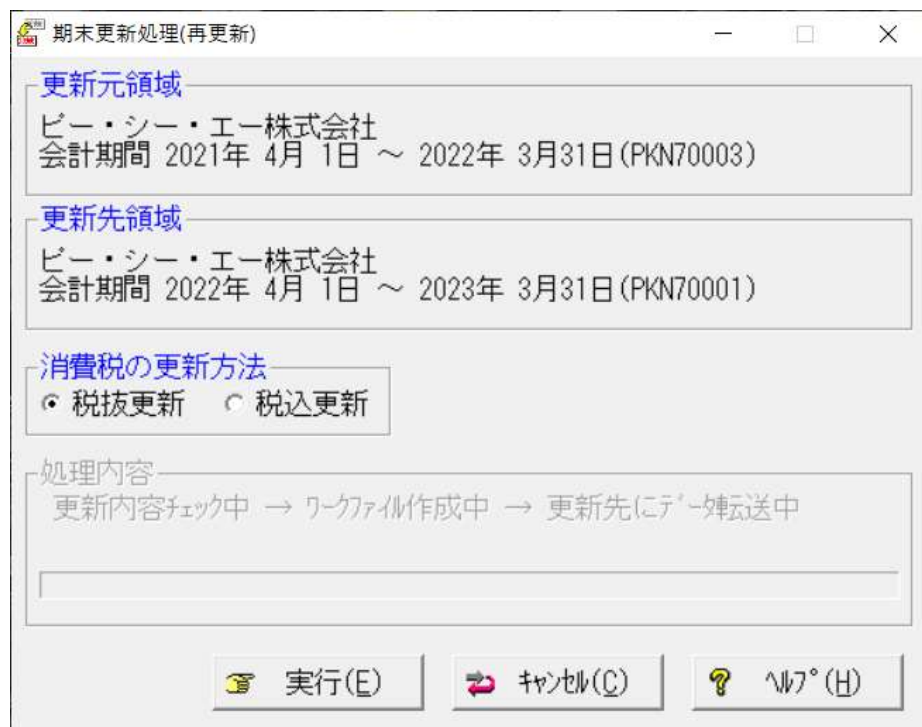 期末更新処理(再更新)
更新元領域
ビー・シー・エー株式会社
会計期間 2021年 4月 1日 ～ 2022年 3月31日(PKN70003)
更新先領域
ビー・シー・エー株式会社
会計期間 2022年 4月 1日 ～ 2023年 3月31日(PKN70001)
消費税の更新方法
税抜更新 税込更新
処理内容
更新内容ﾁｪｯｸ中 → ﾜｰｸﾌｧｲﾙ作成中 → 更新先にﾃﾞｰﾀ転送中
実行(E) ｷｬﾝｾﾙ(C) ﾍﾙﾌﾟ(H)